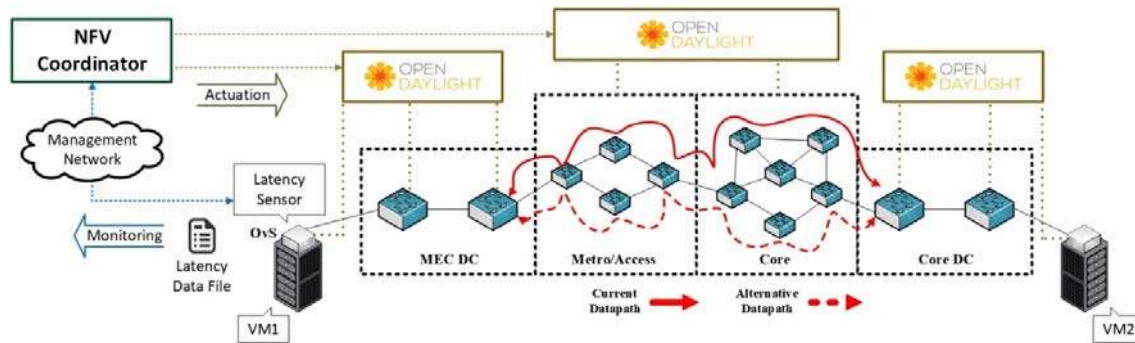 NFV
Coordinator
OPEN
DAYLIGHT
OPEN
DAYLIGHT
OPEN
DAYLIGHT
Actuation
Management
Network
Latency
Sensor
Monitoring
OvS
Latency
Data File
VM1
MEC DC
Metro/Access
Core
Core DC
Current
Datapath
Alternative
Datapath
VM2